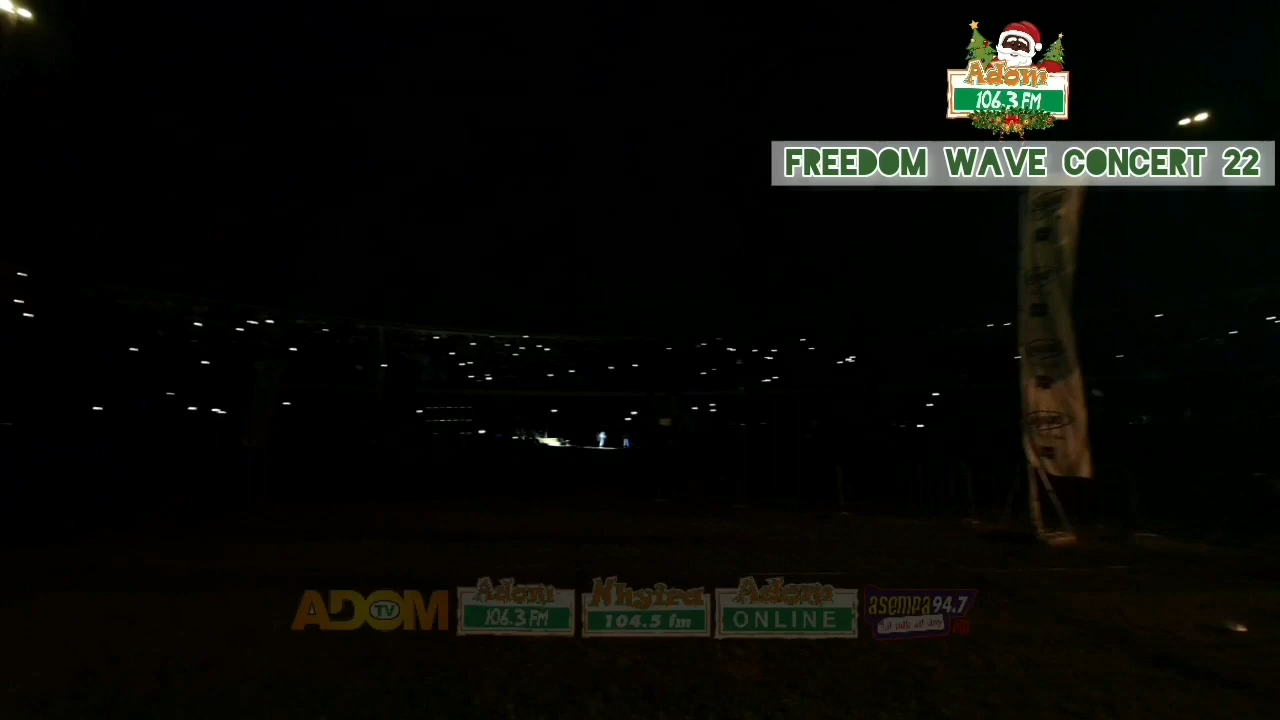 Adom
106.3 FM
FREEDOM WAVE CONCERT 22
ADOM TV
Adom
106.3 FM
Nhyira
104.5 fm
Adom
ONLINE
asempa 94.7